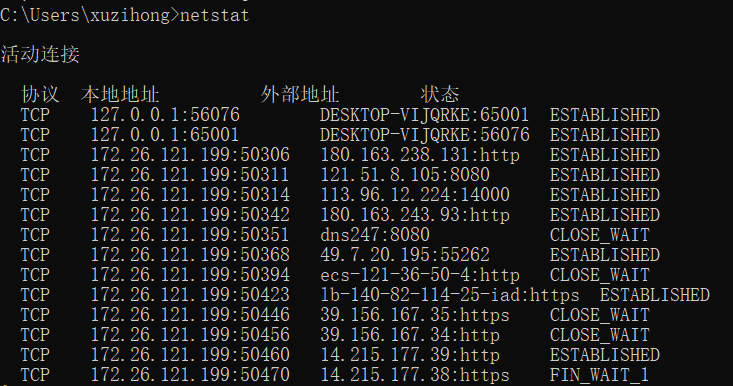 C:\Users\xuzihong>netstat
活动连接
协议 本地地址 外部地址 状态
TCP 127.0.0.1:56076 DESKTOP-VIJQRKE:65001 ESTABLISHED
TCP 127.0.0.1:65001 DESKTOP-VIJQRKE:56076 ESTABLISHED
TCP 172.26.121.199:50306 180.163.238.131:http ESTABLISHED
TCP 172.26.121.199:50311 121.51.8.105:8080 ESTABLISHED
TCP 172.26.121.199:50314 113.96.12.224:14000 ESTABLISHED
TCP 172.26.121.199:50342 180.163.243.93:http ESTABLISHED
TCP 172.26.121.199:50351 dns247:8080 CLOSE_WAIT
TCP 172.26.121.199:50368 49.7.20.195:55262 ESTABLISHED
TCP 172.26.121.199:50394 ecs-121-36-50-4:http CLOSE_WAIT
TCP 172.26.121.199:50423 lb-140-82-114-25-iad:https ESTABLISHED
TCP 172.26.121.199:50446 39.156.167.35:https CLOSE_WAIT
TCP 172.26.121.199:50456 39.156.167.34:http CLOSE_WAIT
TCP 172.26.121.199:50460 14.215.177.39:http ESTABLISHED
TCP 172.26.121.199:50470 14.215.177.38:https FIN_WAIT_1